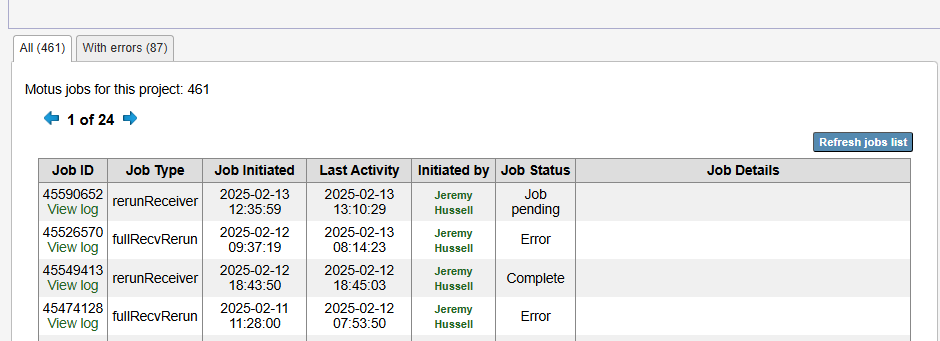 All (461) With errors (87)
Motus jobs for this project: 461
1 of 24
Refresh jobs list
Job ID Job Type Job Initiated Last Activity Initiated by Job Status Job Details
45590652 View log rerunReceiver 2025-02-13 12:35:59 2025-02-13 13:10:29 Jeremy Hussell Job pending
45526570 View log fullRecvRerun 2025-02-12 09:37:19 2025-02-13 08:14:23 Jeremy Hussell Error
45549413 View log rerunReceiver 2025-02-12 18:43:50 2025-02-12 18:45:03 Jeremy Hussell Complete
45474128 View log fullRecvRerun 2025-02-11 11:28:00 2025-02-12 07:53:50 Jeremy Hussell Error